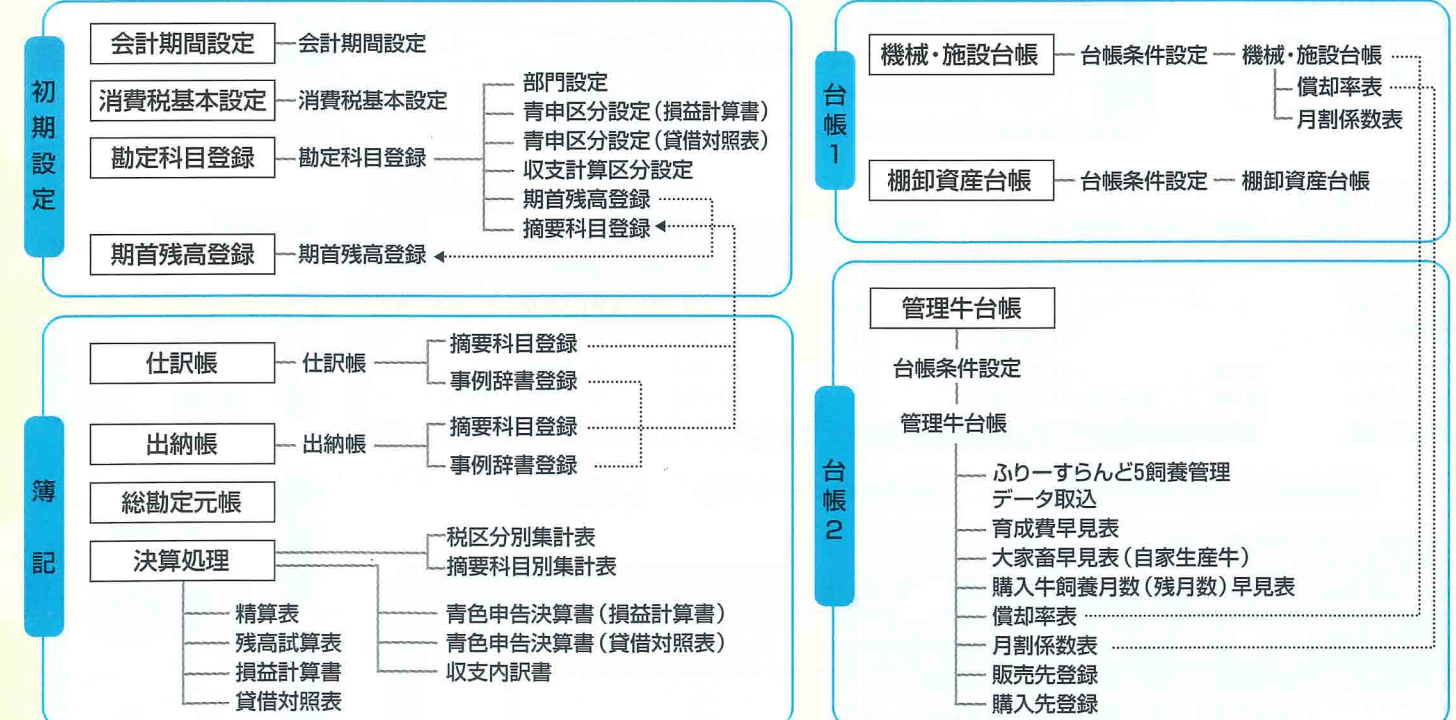 初期設定
会計期間設定
会計期間設定
消費税基本設定
消費税基本設定
勘定科目登録
勘定科目登録
部門設定
青申区分設定（損益計算書）
青申区分設定（貸借対照表）
収支計算区分設定
期首残高登録
摘要科目登録
期首残高登録
期首残高登録
簿記
仕訳帳
仕訳帳
摘要科目登録
事例辞書登録
出納帳
出納帳
摘要科目登録
事例辞書登録
総勘定元帳
決算処理
税区分別集計表
摘要科目別集計表
精算表
残高試算表
損益計算書
貸借対照表
青色申告決算書（損益計算書）
青色申告決算書（貸借対照表）
収支内訳書
台帳1
機械・施設台帳
台帳条件設定
機械・施設台帳
償却率表
月割係数表
棚卸資産台帳
台帳条件設定
棚卸資産台帳
台帳2
管理牛台帳
台帳条件設定
管理牛台帳
ふりーすらんど5飼養管理
データ取込
育成費早見表
大家畜早見表（自家生産牛）
購入牛飼養月数（残月数）早見表
償却率表
月割係数表
販売先登録
購入先登録